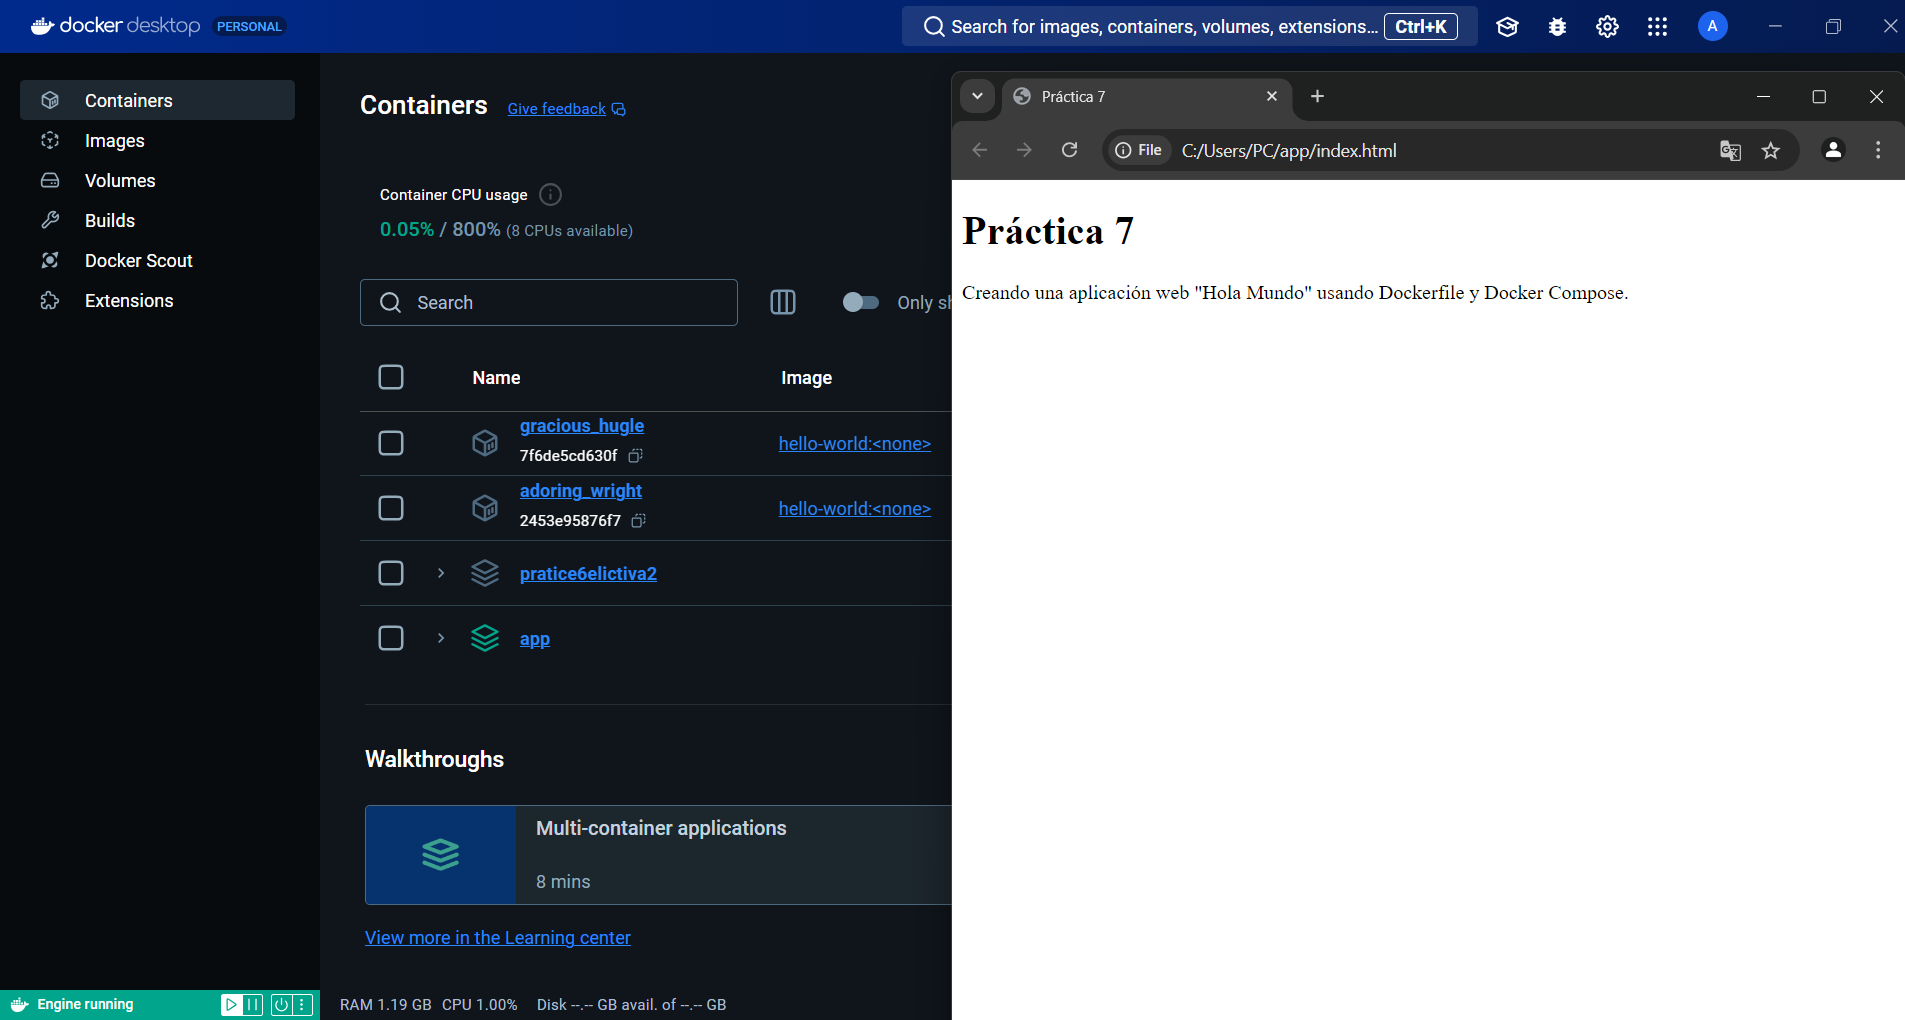 docker desktop PERSONAL
Search for images, containers, volumes, extensions... Ctrl+K
A
Containers
Images
Volumes
Builds
Docker Scout
Extensions
Containers Give feedback
Container CPU usage
0.05% / 800% (8 CPUs available)
Search
Only sh
Name Image
gracious_hugle
7f6de5cd630f
hello-world:<none>
adoring_wright
2453e95876f7
hello-world:<none>
pratice6elictiva2
app
Walkthroughs
Multi-container applications
8 mins
View more in the Learning center
Engine running
RAM 1.19 GB CPU 1.00% Disk --.-- GB avail. of --.-- GB
Práctica 7
File C:/Users/PC/app/index.html
Práctica 7
Creando una aplicación web "Hola Mundo" usando Dockerfile y Docker Compose.